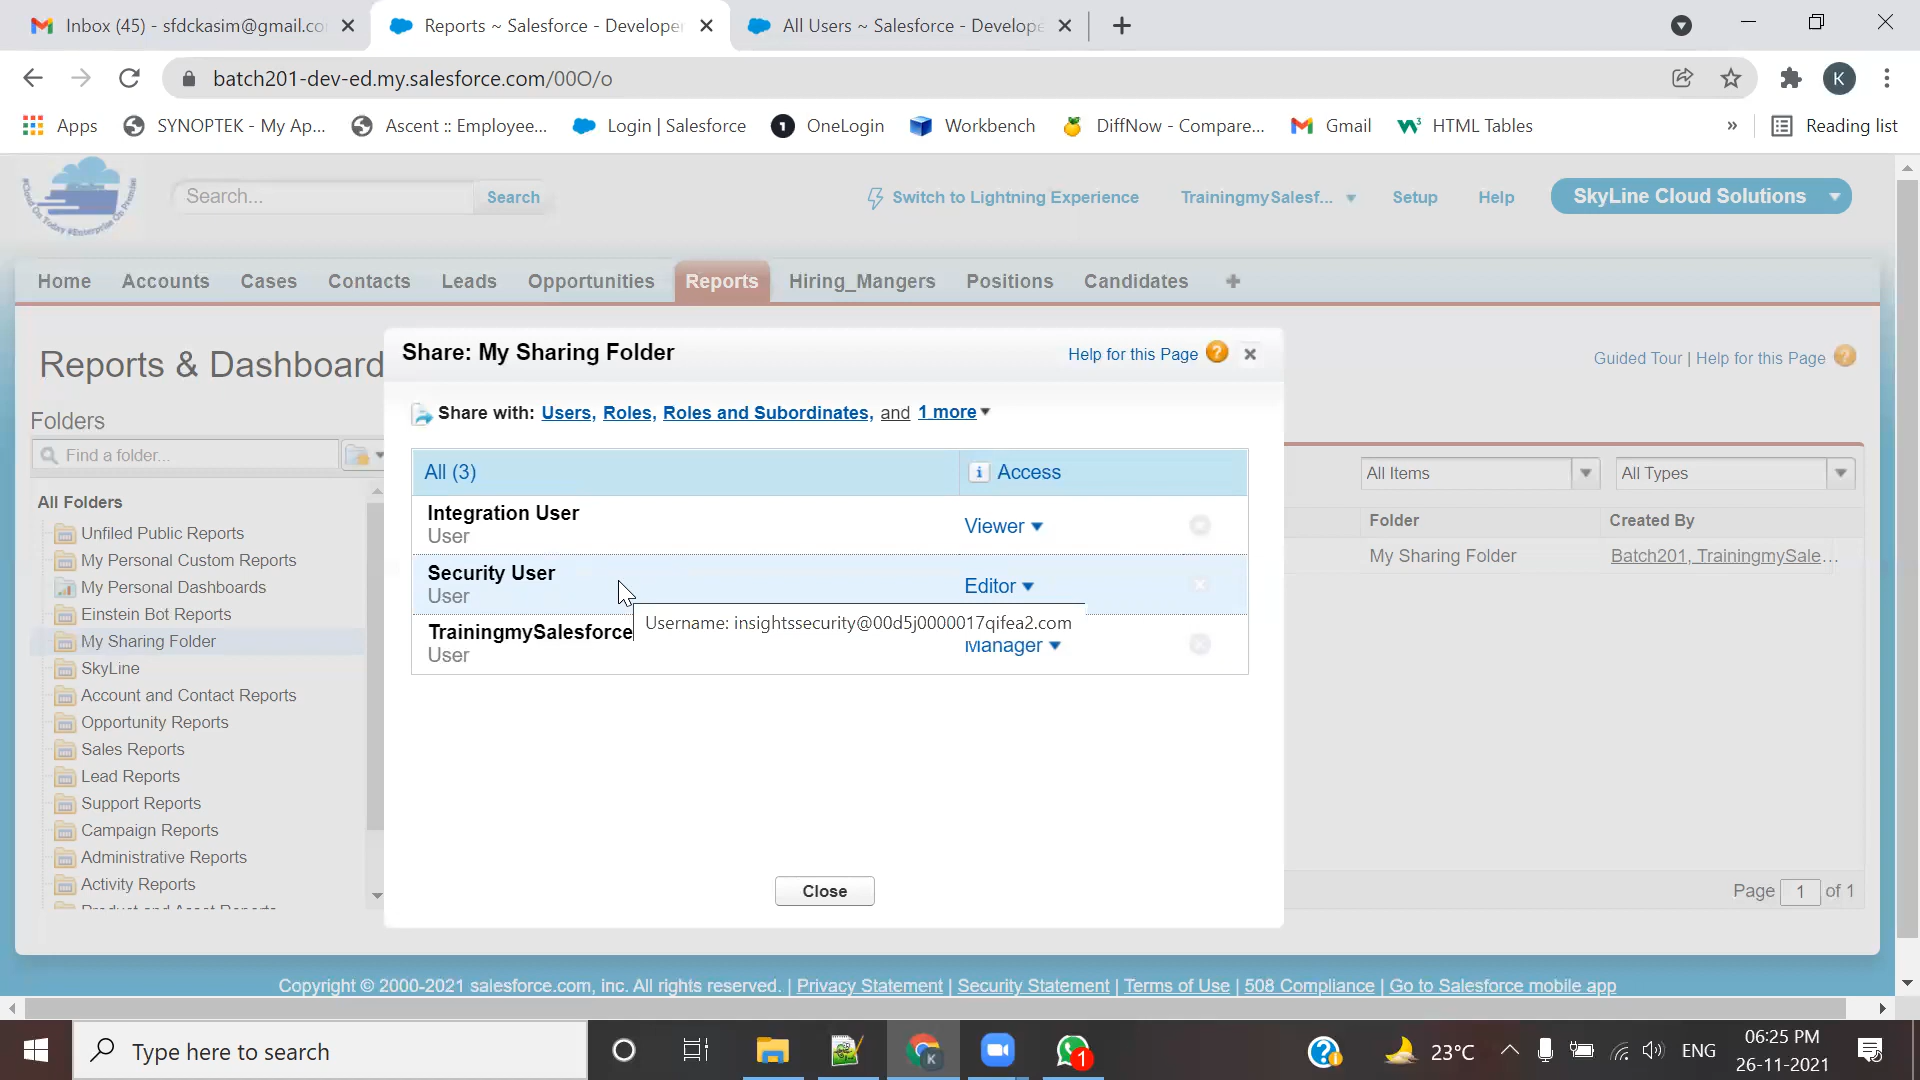 Inbox (45) - sfdckasim@gmail.co
Reports ~ Salesforce - Developer
All Users ~ Salesforce - Develope
batch201-dev-ed.my.salesforce.com/00O/o
K
Apps
SYNOPTEK - My Ap...
Ascent :: Employee...
Login | Salesforce
OneLogin
Workbench
DiffNow - Compare...
Gmail
HTML Tables
»
Reading list
Search...
Search
Switch to Lightning Experience
TrainingmySalesf...
Setup
Help
SkyLine Cloud Solutions
Home
Accounts
Cases
Contacts
Leads
Opportunities
Reports
Hiring_Mangers
Positions
Candidates
Reports & Dashboard
Guided Tour | Help for this Page
Share: My Sharing Folder
Help for this Page
Share with: Users, Roles, Roles and Subordinates, and 1 more
All (3)
Access
Integration User
User
Viewer
Security User
User
Editor
Username: insightssecurity@00d5j0000017qifea2.com
TrainingmySalesforce
User
Manager
Close
Folders
Find a folder...
All Folders
Unfiled Public Reports
My Personal Custom Reports
My Personal Dashboards
Einstein Bot Reports
My Sharing Folder
SkyLine
Account and Contact Reports
Opportunity Reports
Sales Reports
Lead Reports
Support Reports
Campaign Reports
Administrative Reports
Activity Reports
All Items
All Types
Folder
Created By
My Sharing Folder
Batch201, TrainingmySale...
Page 1 of 1
Copyright © 2000-2021 salesforce.com, inc. All rights reserved. | Privacy Statement | Security Statement | Terms of Use | 508 Compliance | Go to Salesforce mobile app
Type here to search
K
1
23°C
ENG
06:25 PM
26-11-2021